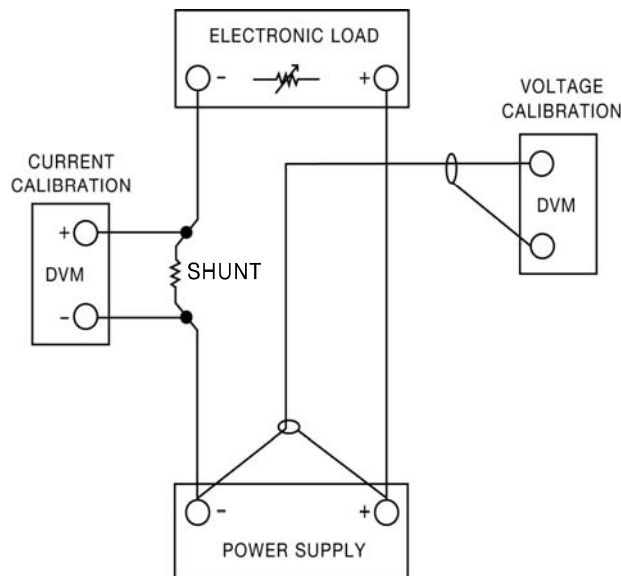 ELECTRONIC LOAD
- +
VOLTAGE
CALIBRATION
DVM
CURRENT
CALIBRATION
+
DVM
-
SHUNT
- +
POWER SUPPLY